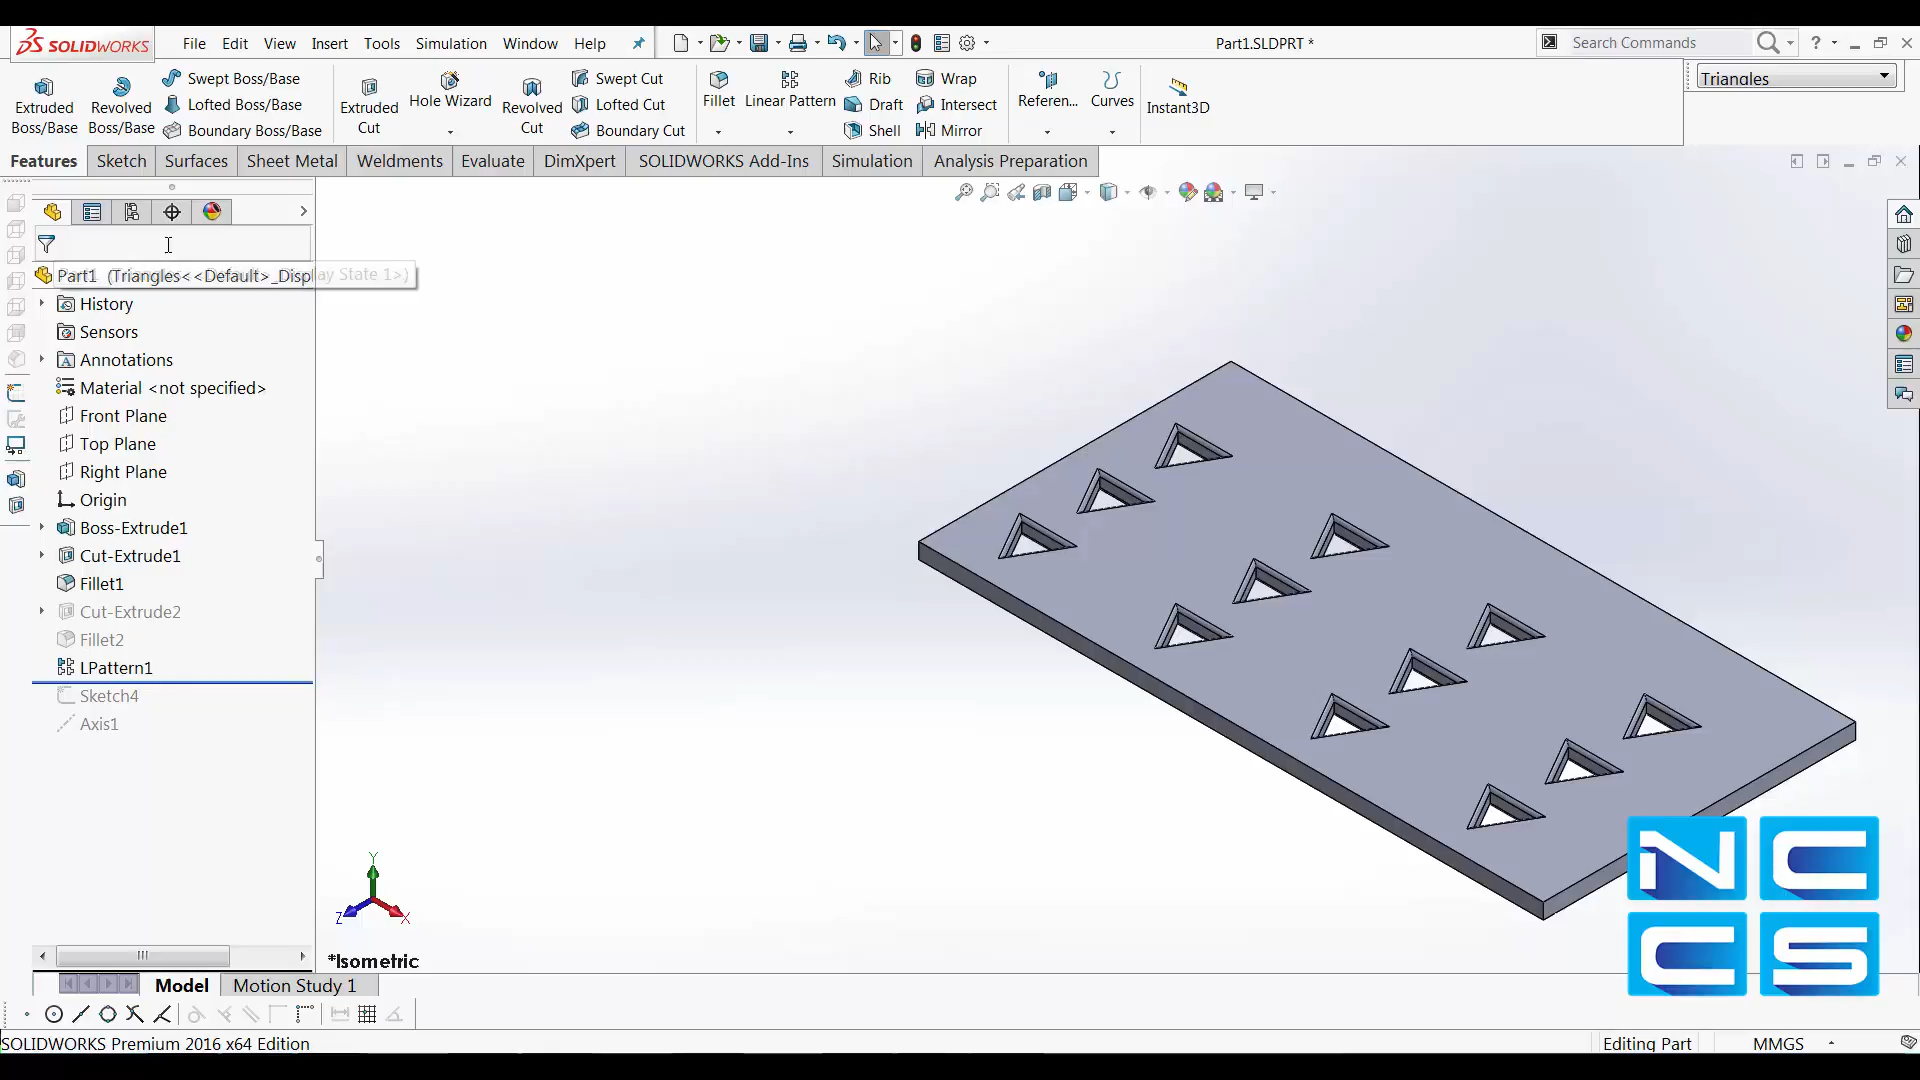 SOLIDWORKS File Edit View Insert Tools Simulation Window Help Part1.SLDPRT * Search Commands ?
Extruded Boss/Base
Revolved Boss/Base
Swept Boss/Base
Lofted Boss/Base
Boundary Boss/Base
Extruded Cut
Hole Wizard
Revolved Cut
Swept Cut
Lofted Cut
Boundary Cut
Fillet
Linear Pattern
Rib
Draft
Shell
Wrap
Intersect
Mirror
Referen...
Curves
Instant3D
Triangles
Features Sketch Surfaces Sheet Metal Weldments Evaluate DimXpert SOLIDWORKS Add-Ins Simulation Analysis Preparation
Part1 (Triangles<<Default>_Display State 1>)
History
Sensors
Annotations
Material <not specified>
Front Plane
Top Plane
Right Plane
Origin
Boss-Extrude1
Cut-Extrude1
Fillet1
Cut-Extrude2
Fillet2
LPattern1
Sketch4
Axis1
Y
Z
X
*Isometric
NC
CS
Model Motion Study 1
SOLIDWORKS Premium 2016 x64 Edition Editing Part MMGS